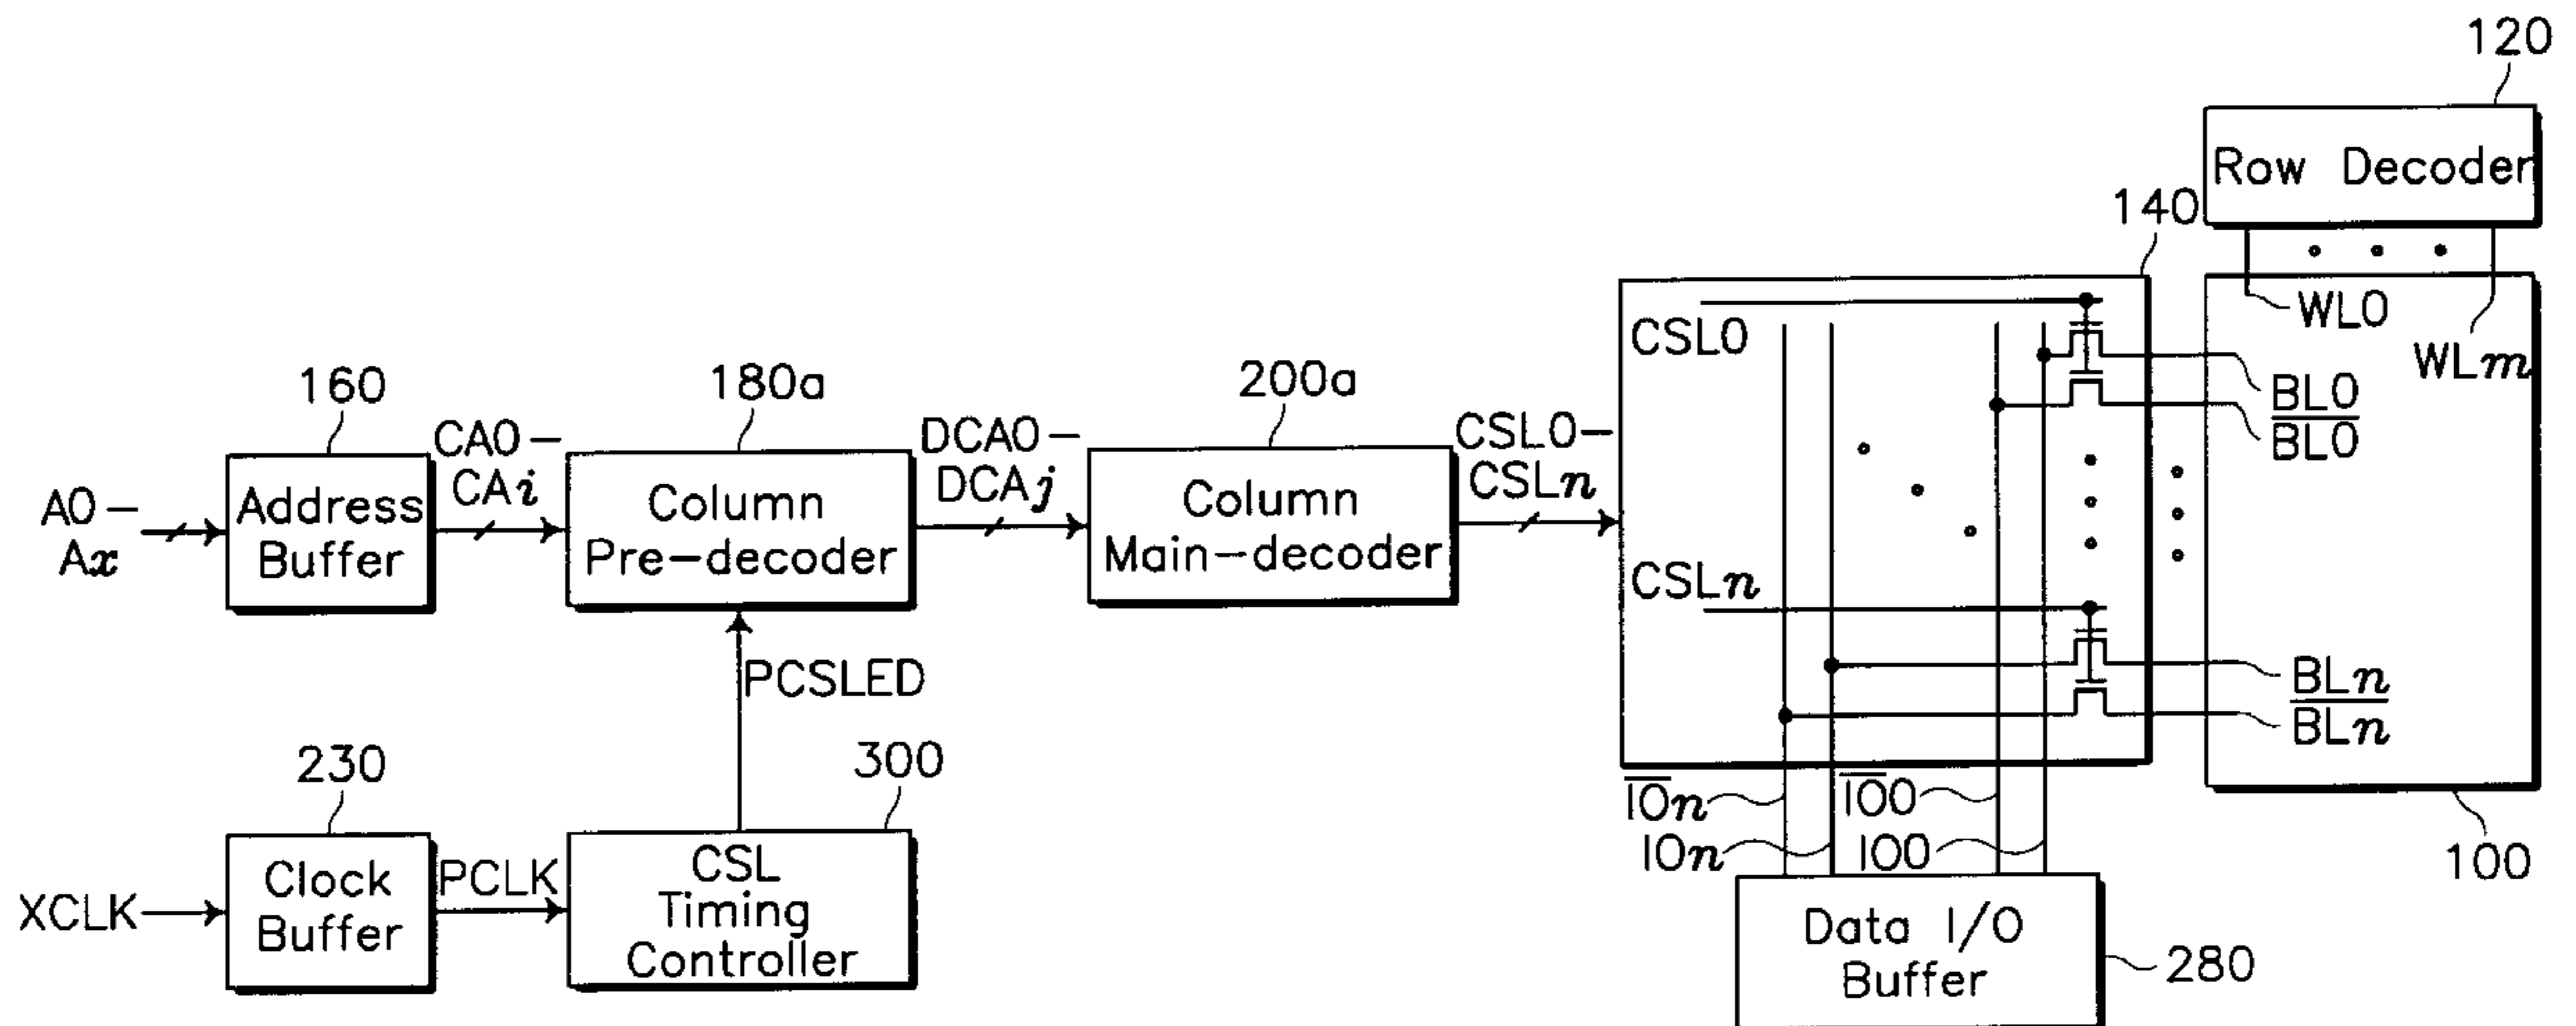 120
Row Decoder
140
WL0
WLm
CSL0
BL0
BL0
160
180a
200a
CA0-
CAi
DCA0-
DCAj
CSL0-
CSLn
A0-
Ax
Address
Buffer
Column
Pre-decoder
Column
Main-decoder
CSLn
BLn
BLn
PCSLED
230
300
IOn
IO0
IOn
IO0
100
XCLK
Clock
Buffer
PCLK
CSL
Timing
Controller
Data I/O
Buffer
280